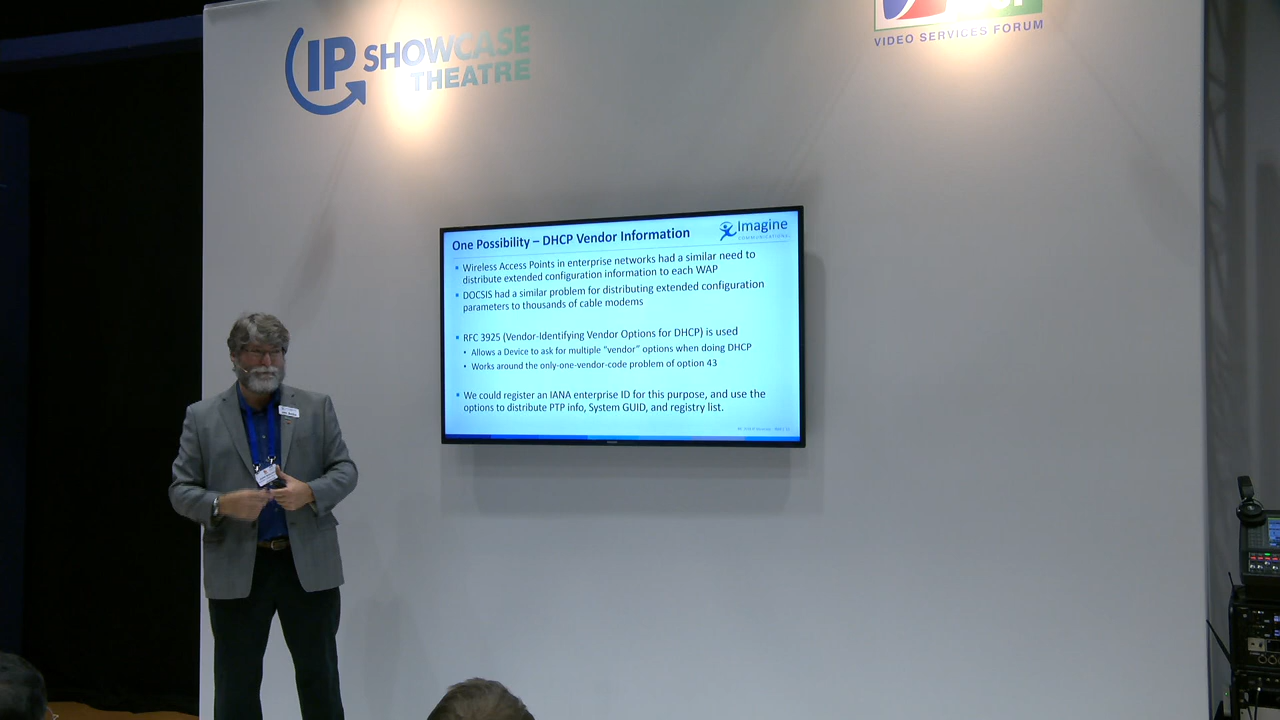 IP SHOWCASE
THEATRE
VIDEO SERVICES FORUM
One Possibility – DHCP Vendor Information
Imagine
COMMUNICATIONS
Wireless Access Points in enterprise networks had a similar need to
distribute extended configuration information to each WAP
DOCSIS had a similar problem for distributing extended configuration
parameters to thousands of cable modems
RFC 3925 (Vendor-Identifying Vendor Options for DHCP) is used
Allows a Device to ask for multiple "vendor" options when doing DHCP
Works around the only-one-vendor-code problem of option 43
We could register an IANA enterprise ID for this purpose, and use the
options to distribute PTP info, System GUID, and registry list.